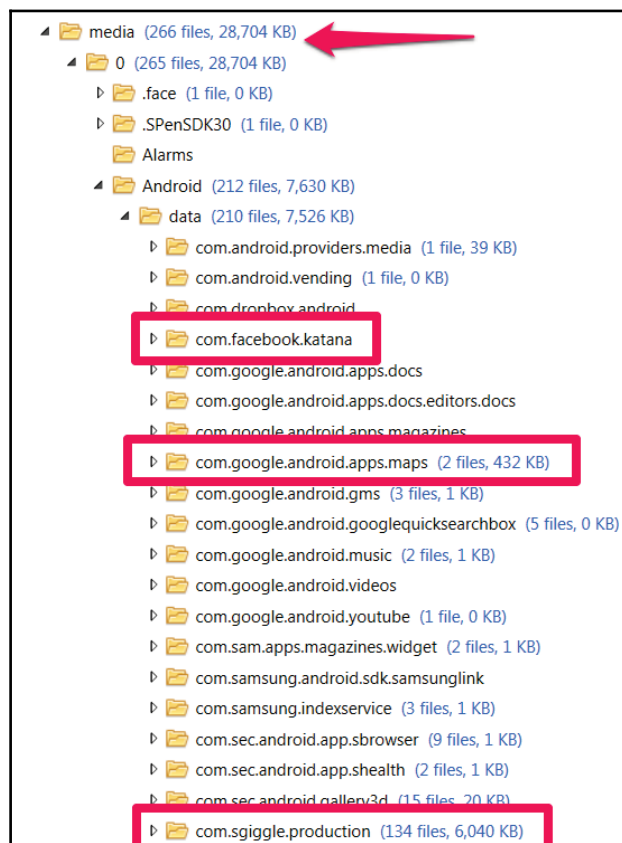 media (266 files, 28,704 KB)
0 (265 files, 28,704 KB)
.face (1 file, 0 KB)
.SPenSDK30 (1 file, 0 KB)
Alarms
Android (212 files, 7,630 KB)
data (210 files, 7,526 KB)
com.android.providers.media (1 file, 39 KB)
com.android.vending (1 file, 0 KB)
com.dropbox.android
com.facebook.katana
com.google.android.apps.docs
com.google.android.apps.docs.editors.docs
com.google.android.apps.magazines
com.google.android.apps.maps (2 files, 432 KB)
com.google.android.gms (3 files, 1 KB)
com.google.android.googlequicksearchbox (5 files, 0 KB)
com.google.android.music (2 files, 1 KB)
com.google.android.videos
com.google.android.youtube (1 file, 0 KB)
com.sam.apps.magazines.widget (2 files, 1 KB)
com.samsung.android.sdk.samsunglink
com.samsung.indexservice (3 files, 1 KB)
com.sec.android.app.sbrowser (9 files, 1 KB)
com.sec.android.app.shealth (2 files, 1 KB)
com.sec.android.gallery3d (15 files, 20 KB)
com.sgiggle.production (134 files, 6,040 KB)